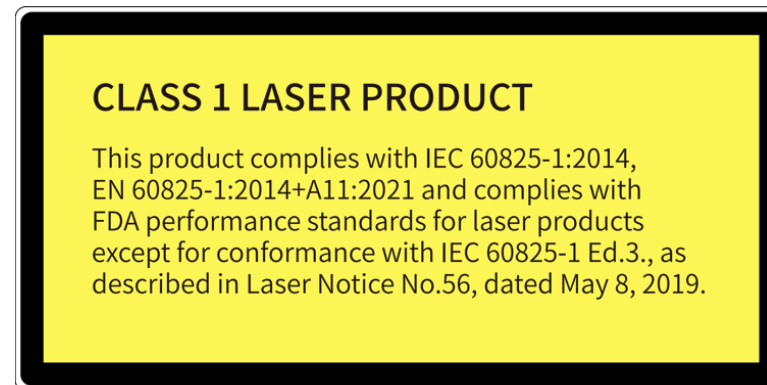 CLASS 1 LASER PRODUCT
This product complies with IEC 60825-1:2014,
EN 60825-1:2014+A11:2021 and complies with
FDA performance standards for laser products
except for conformance with IEC 60825-1 Ed.3., as
described in Laser Notice No.56, dated May 8, 2019.